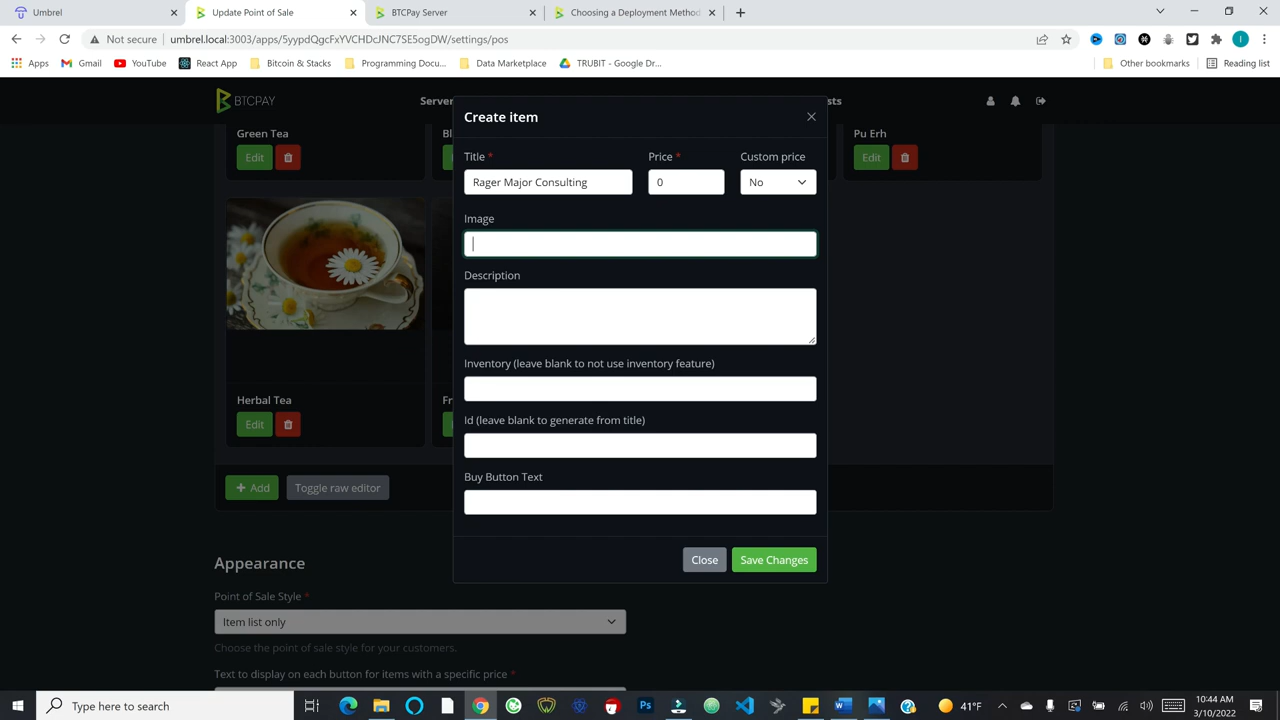 Umbrel
Update Point of Sale
BTCPay Server
Choosing a Deployment Method
Not secure
umbrel.local:3003/apps/5yypdQgcFxYVCHDcJNC7SE5ogDW/settings/pos
Apps
Gmail
YouTube
React App
Bitcoin & Stacks
Programming Docu...
Data Marketplace
TRUBIT - Google Dr...
Other bookmarks
Reading list
BTCPAY
Create item
Green Tea
Pu Erh
Edit
Edit
Title *
Price *
Custom price
Rager Major Consulting
0
No
Image
Description
Inventory (leave blank to not use inventory feature)
Herbal Tea
Edit
Id (leave blank to generate from title)
Buy Button Text
+ Add
Toggle raw editor
Close
Save Changes
Appearance
Point of Sale Style *
Item list only
Choose the point of sale style for your customers.
Text to display on each button for items with a specific price *
Type here to search
41°F
10:44 AM
3/10/2022